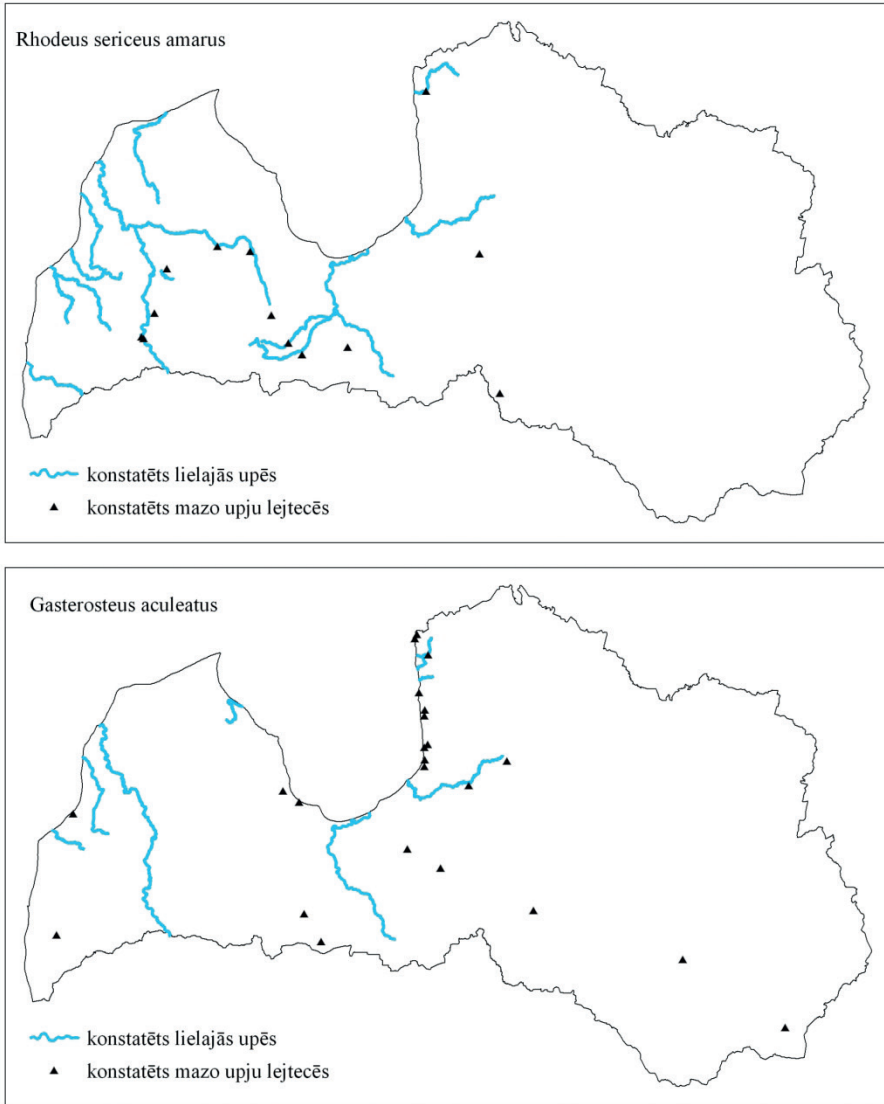 Rhodeus sericeus amarus
konstatēts lielajās upēs
konstatēts mazo upju lejtecēs
Gasterosteus aculeatus
konstatēts lielajās upēs
konstatēts mazo upju lejtecēs